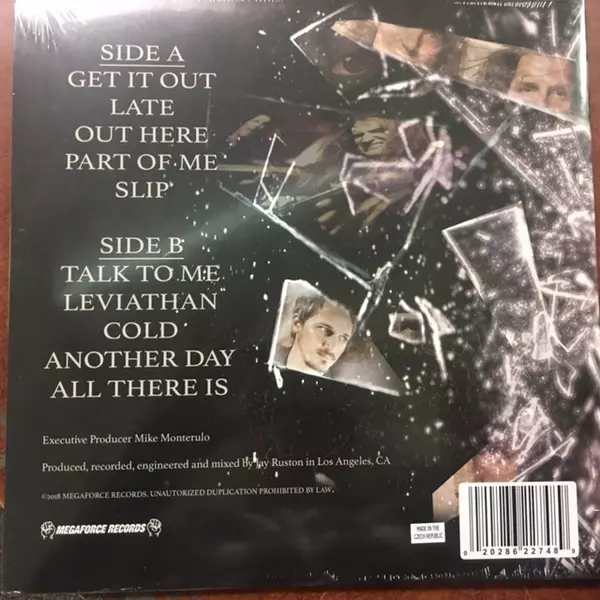 SIDE A
GET IT OUT
LATE
OUT HERE
PART OF ME
SLIP
SIDE B
TALK TO ME
LEVIATHAN
COLD
ANOTHER DAY
ALL THERE IS
Executive Producer Mike Monterulo
Produced, recorded, engineered and mixed by Jay Ruston in Los Angeles, CA
©2018 MEGAFORCE RECORDS. UNAUTORIZED DUPLICATION PROHIBITED BY LAW.
MEGAFORCE RECORDS
MADE IN THE
CZECH REPUBLIC
0 20286 22748 9